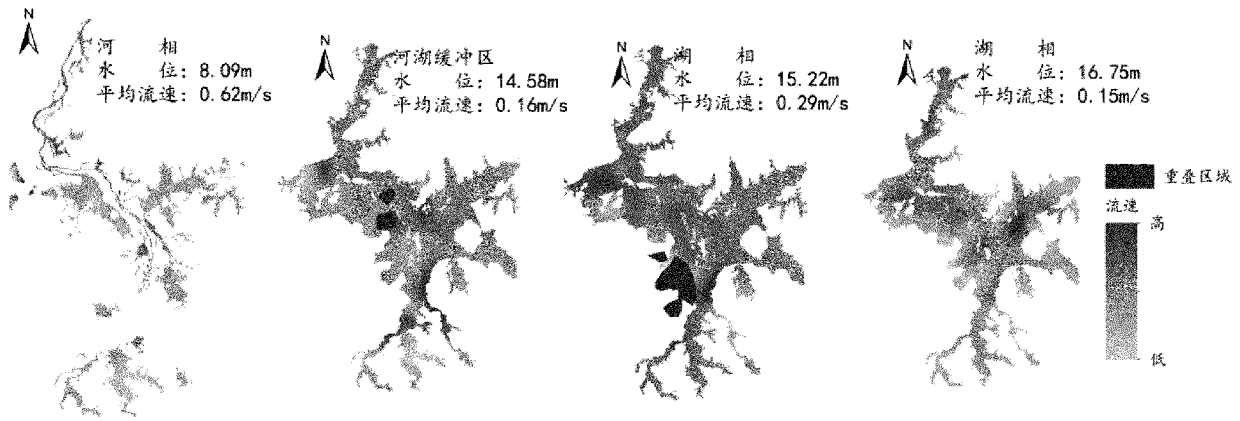 N
河 相
水 位: 8.09m
平均流速: 0.62m/s
N
河湖缓冲区
水 位: 14.58m
平均流速: 0.16m/s
N
湖 相
水 位: 15.22m
平均流速: 0.29m/s
N
湖 相
水 位: 16.75m
平均流速: 0.15m/s
重叠区域
流速
高
低